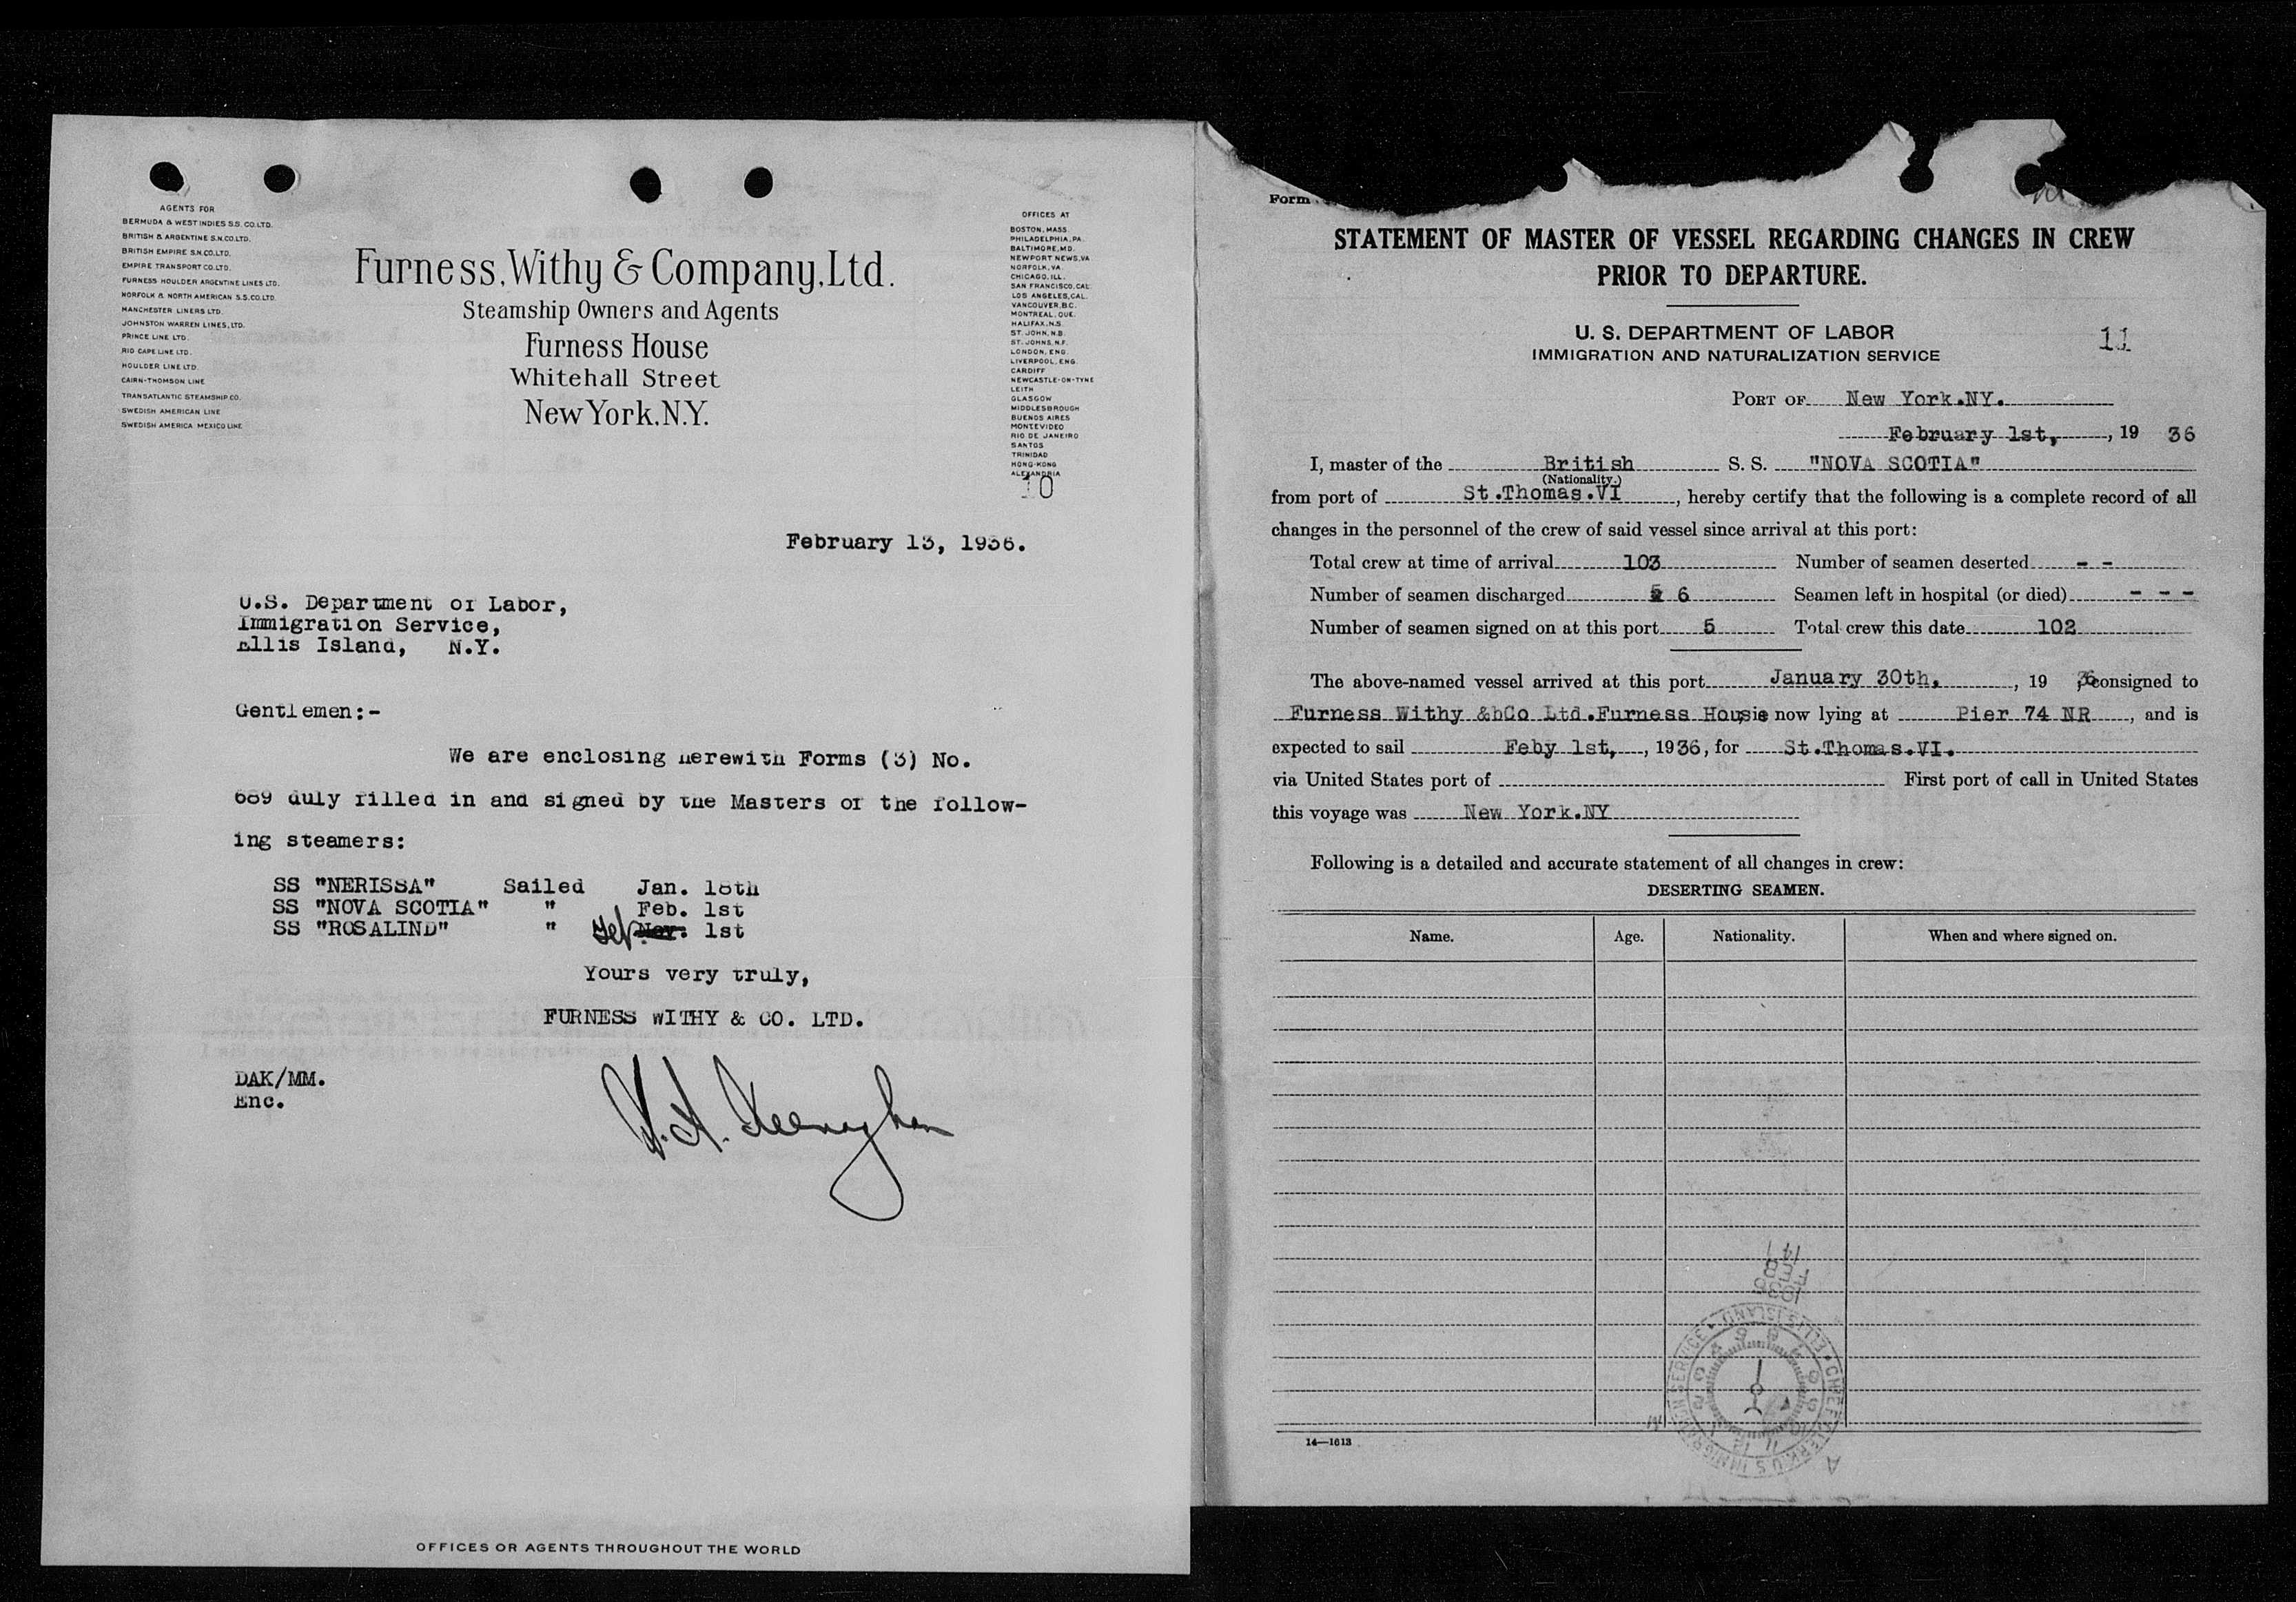 AGENTS FOR
BERMUDA & WEST INDIES S.S. CO.LTD.
BRITISH & ARGENTINE S.N.CO.LTD.
BRITISH EMPIRE S.N.CO.LTD.
EMPIRE TRANSPORT CO.LTD.
FURNESS HOULDER ARGENTINE LINES LTD.
NORFOLK & NORTH AMERICAN S.S.CO.LTD.
MANCHESTER LINERS LTD.
JOHNSTON WARREN LINES, LTD.
PRINCE LINE LTD.
RIO CAPE LINE LTD.
HOULDER LINE LTD.
CAIRN-THOMSON LINE
TRANSATLANTIC STEAMSHIP CO.
SWEDISH AMERICAN LINE
SWEDISH AMERICA MEXICO LINE
Furness, Withy & Company, Ltd.
Steamship Owners and Agents
Furness House
Whitehall Street
New York, N.Y.
OFFICES AT
BOSTON, MASS.
PHILADELPHIA, PA.
BALTIMORE, MD.
NEWPORT NEWS, VA
NORFOLK, VA.
CHICAGO, ILL.
SAN FRANCISCO, CAL.
LOS ANGELES, CAL.
VANCOUVER, B.C.
MONTREAL, QUE.
HALIFAX, N.S.
ST. JOHN, N.B.
ST. JOHNS, N.F.
LONDON, ENG.
LIVERPOOL, ENG.
CARDIFF
NEWCASTLE-ON-TYNE
LEITH
GLASGOW
MIDDLESBROUGH
BUENOS AIRES
MONTEVIDEO
RIO DE JANEIRO
SANTOS
TRINIDAD
HONG-KONG
ALEXANDRIA
10
February 13, 1936.
U.S. Department of Labor,
Immigration Service,
Ellis Island, N.Y.
Gentlemen:-
We are enclosing herewith Forms (3) No.
689 duly filled in and signed by the Masters of the follow-
ing steamers:
SS "NERISSA" Sailed Jan. 18th
SS "NOVA SCOTIA" " Feb. 1st
SS "ROSALIND" " Feb. Nov. 1st
Yours very truly,
FURNESS WITHY & CO. LTD.
DAK/MM.
Enc.
OFFICES OR AGENTS THROUGHOUT THE WORLD
Form
STATEMENT OF MASTER OF VESSEL REGARDING CHANGES IN CREW
PRIOR TO DEPARTURE.
U. S. DEPARTMENT OF LABOR
IMMIGRATION AND NATURALIZATION SERVICE
11
PORT OF New York.NY.
February 1st, , 19 36
I, master of the British S. S. "NOVA SCOTIA"
(Nationality.)
from port of St.Thomas.VI , hereby certify that the following is a complete record of all
changes in the personnel of the crew of said vessel since arrival at this port:
Total crew at time of arrival 103 Number of seamen deserted - -
Number of seamen discharged 6 Seamen left in hospital (or died) - - -
Number of seamen signed on at this port 5 Total crew this date 102
The above-named vessel arrived at this port January 30th, , 19 36, consigned to
Furness Withy &hCo Ltd.Furness House, is now lying at Pier 74 NR , and is
expected to sail Feby 1st, , 1936, for St.Thomas.VI.
via United States port of First port of call in United States
this voyage was New York.NY
Following is a detailed and accurate statement of all changes in crew:
DESERTING SEAMEN.
Name. Age. Nationality. When and where signed on.
1936
FEB
14
CHIEF CLERK U S IMMIGRATION SERVICE • ELLIS ISLAND •
14—1613